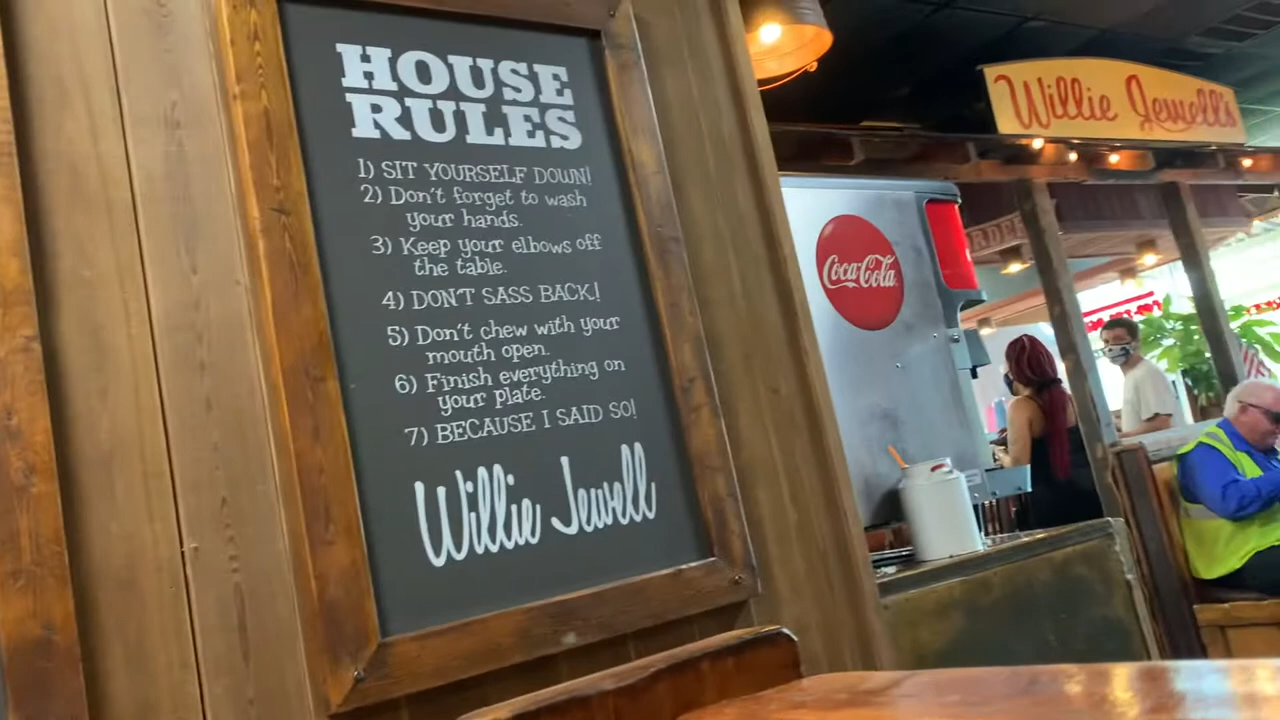 HOUSE
RULES
1) SIT YOURSELF DOWN!
2) Don't forget to wash
your hands.
3) Keep your elbows off
the table.
4) DON'T SASS BACK!
5) Don't chew with your
mouth open.
6) Finish everything on
your plate.
7) BECAUSE I SAID SO!
Willie Jewell
Willie Jewell's
Coca-Cola